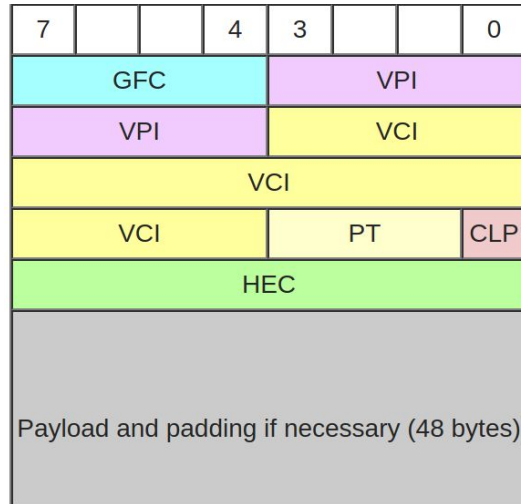 7 4 3 0
GFC VPI
VPI VCI
VCI
VCI PT CLP
HEC
Payload and padding if necessary (48 bytes)